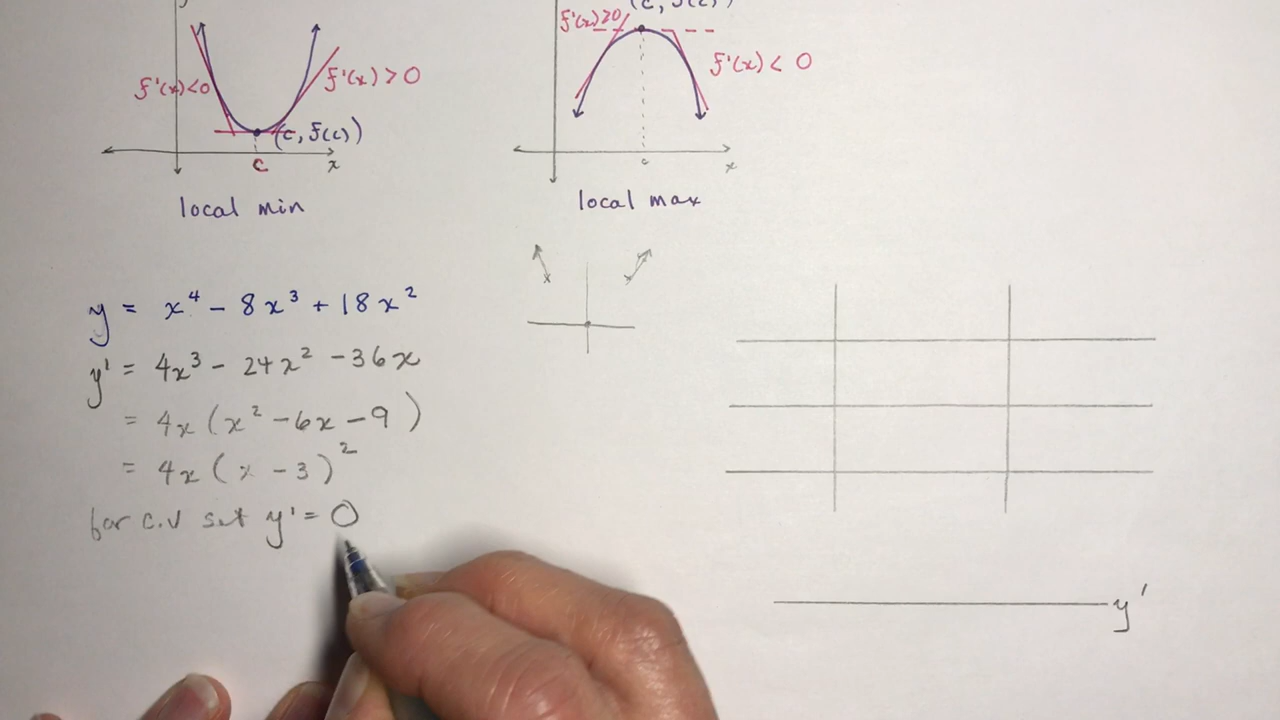 f'(x)<0
f'(x)>0
(c, f(c))
c
x
local min
f'(x)>0
(c, f(c))
f'(x) < 0
c
x
local max
y = x⁴ - 8x³ + 18x²
y' = 4x³ - 24x² - 36x
= 4x(x² - 6x - 9)
= 4x(x - 3)²
for c.v set y' = 0
y'